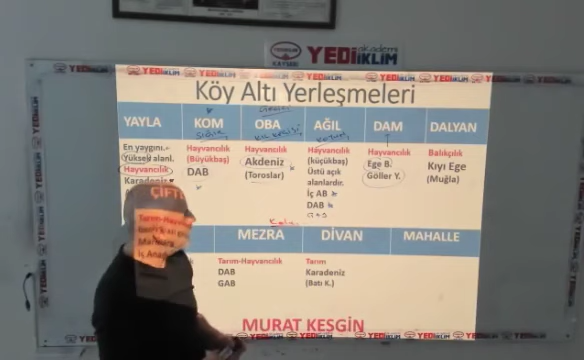 YEDİİKLİM akademi
KAYSERİ
Köy Altı Yerleşmeleri
YAYLA KOM OBA AĞIL DAM DALYAN
En yaygını.
Yüksek alanl.
Hayvancılık
Karadeniz
Hayvancılık
(Büyükbaş)
DAB
Hayvancılık
Akdeniz
(Toroslar)
Hayvancılık
(küçükbaş)
Üstü açık
alanlardır.
İç AB
DAB
Hayvancılık
Ege B.
Göller Y.
Balıkçılık
Kıyı Ege
(Muğla)
ÇİFTL
MEZRA DİVAN MAHALLE
Tarım-Hayvancılık
DAB
GAB
Tarım
Karadeniz
(Batı K.)
MURAT KESGİN